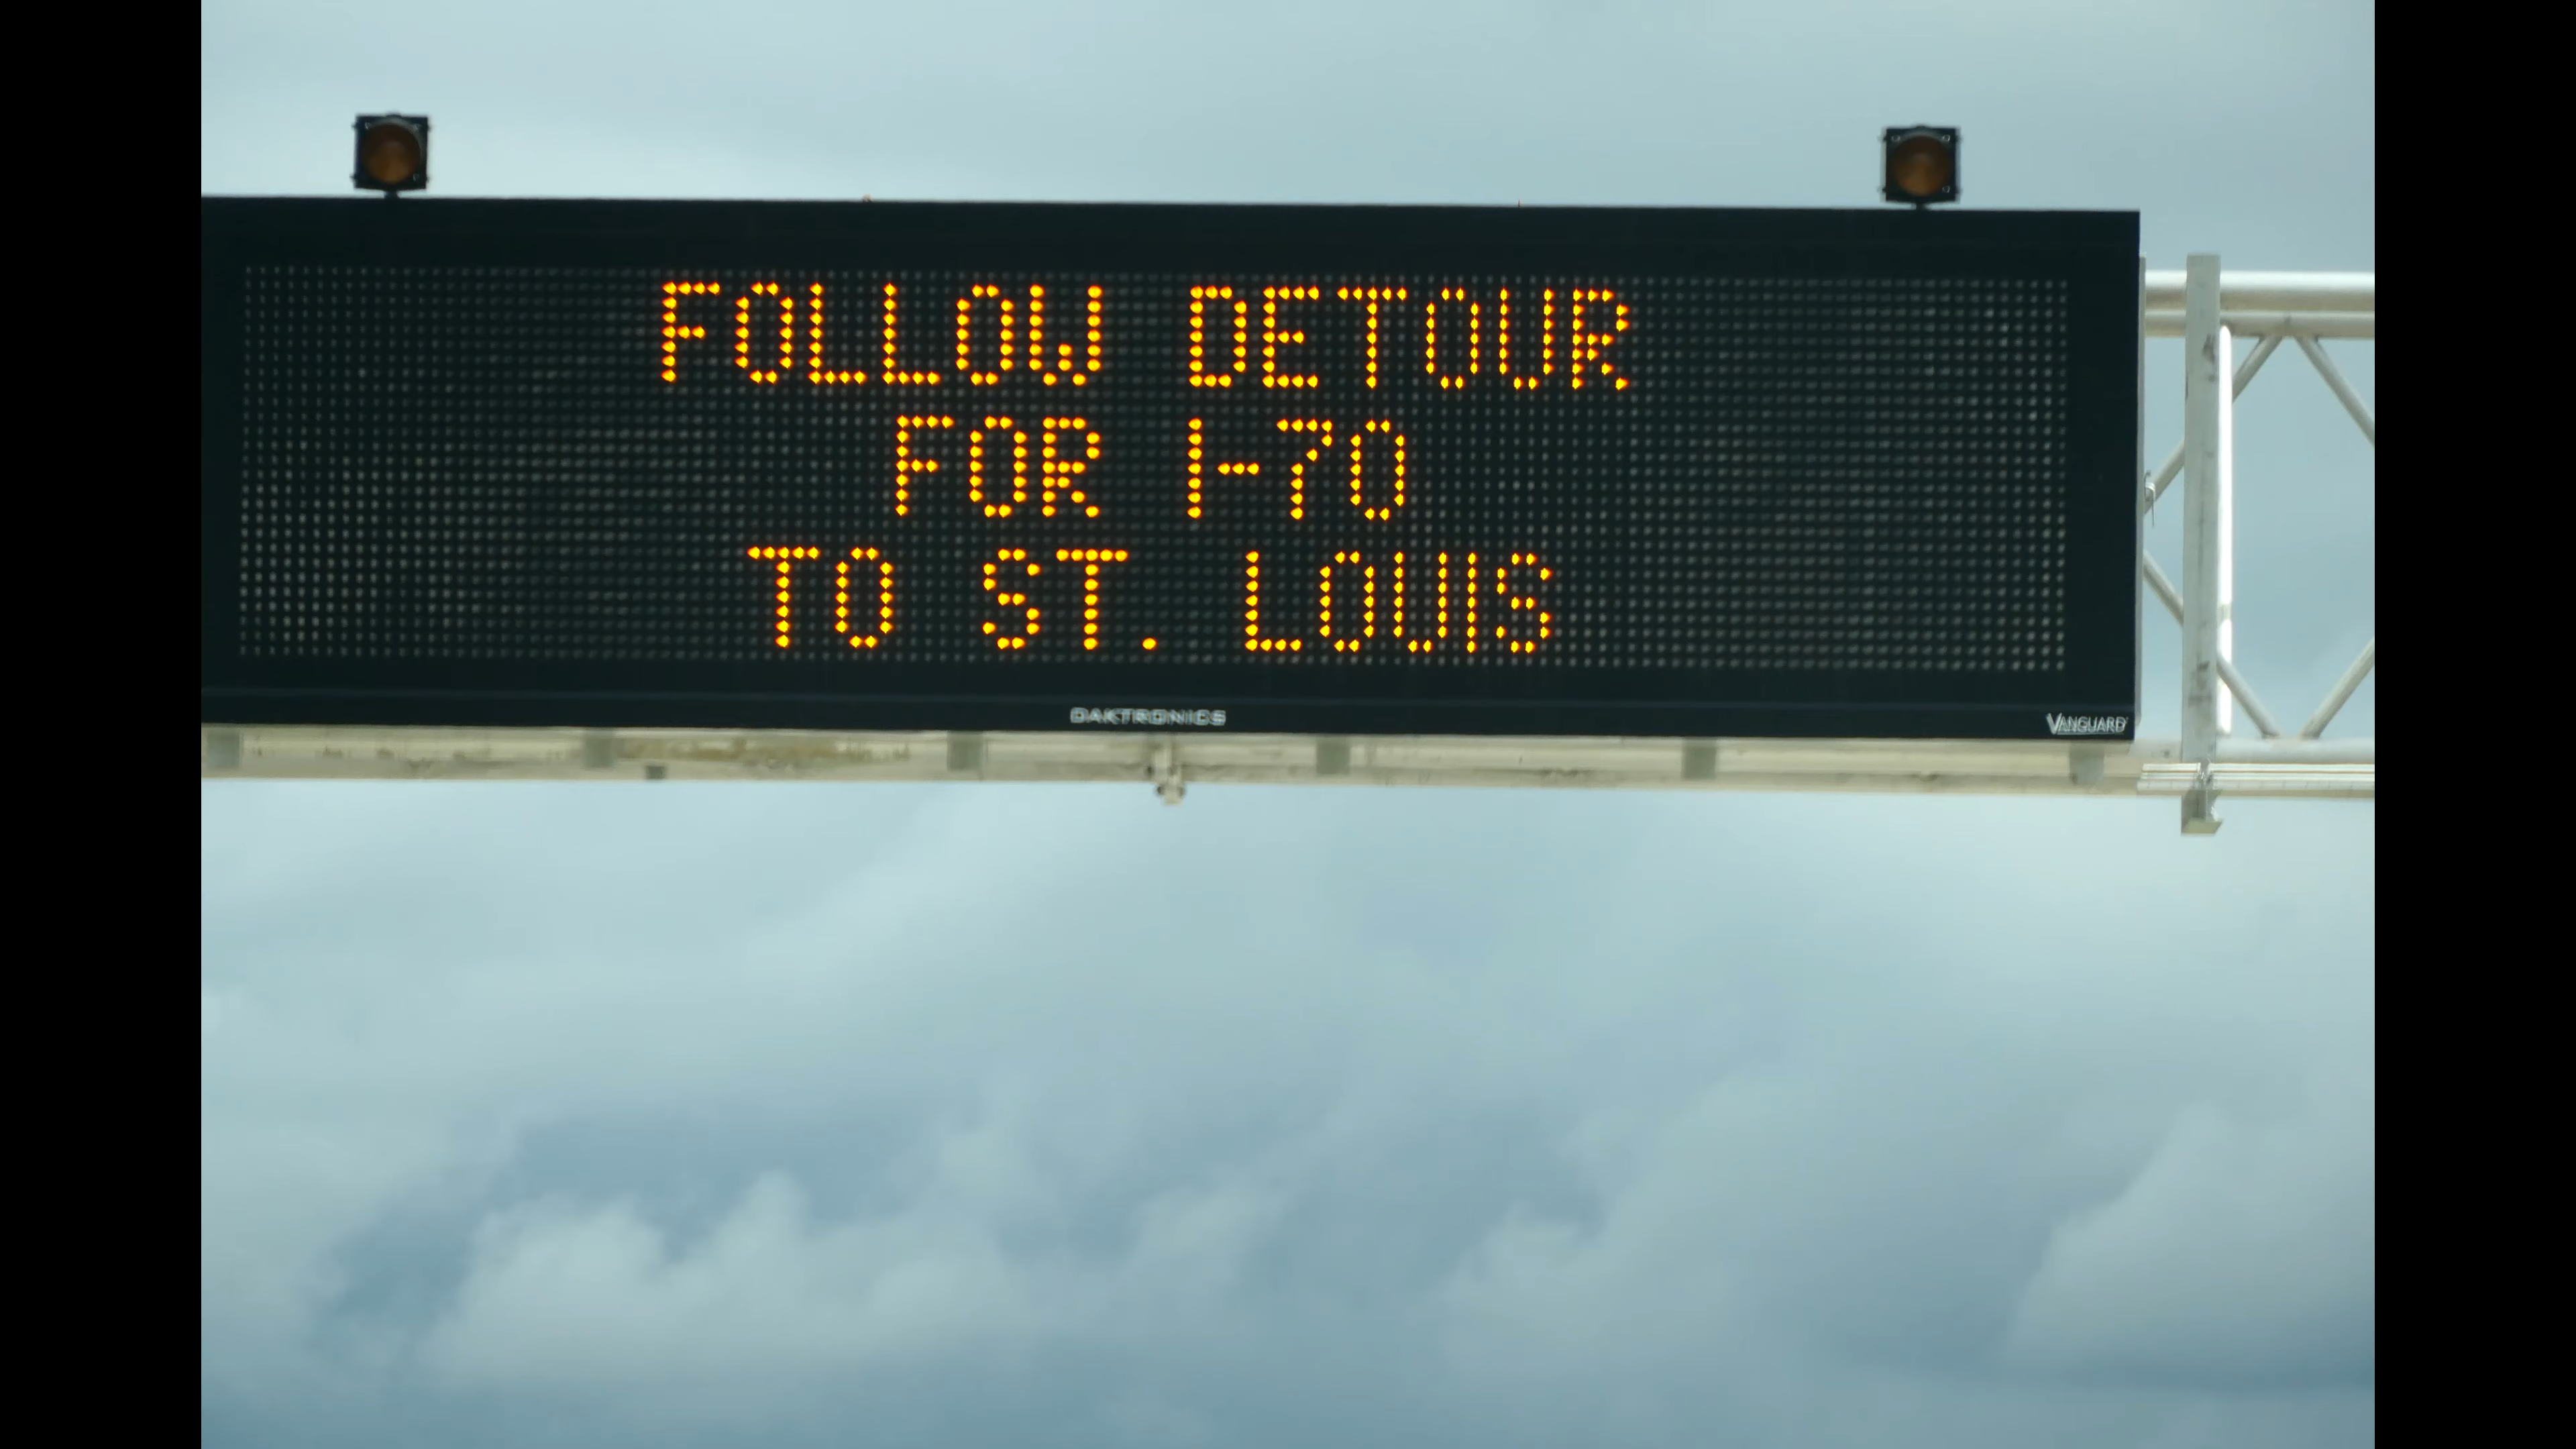 FOLLOW DETOUR
FOR I-70
TO ST. LOUIS
DAKTRONICS
VANGUARD